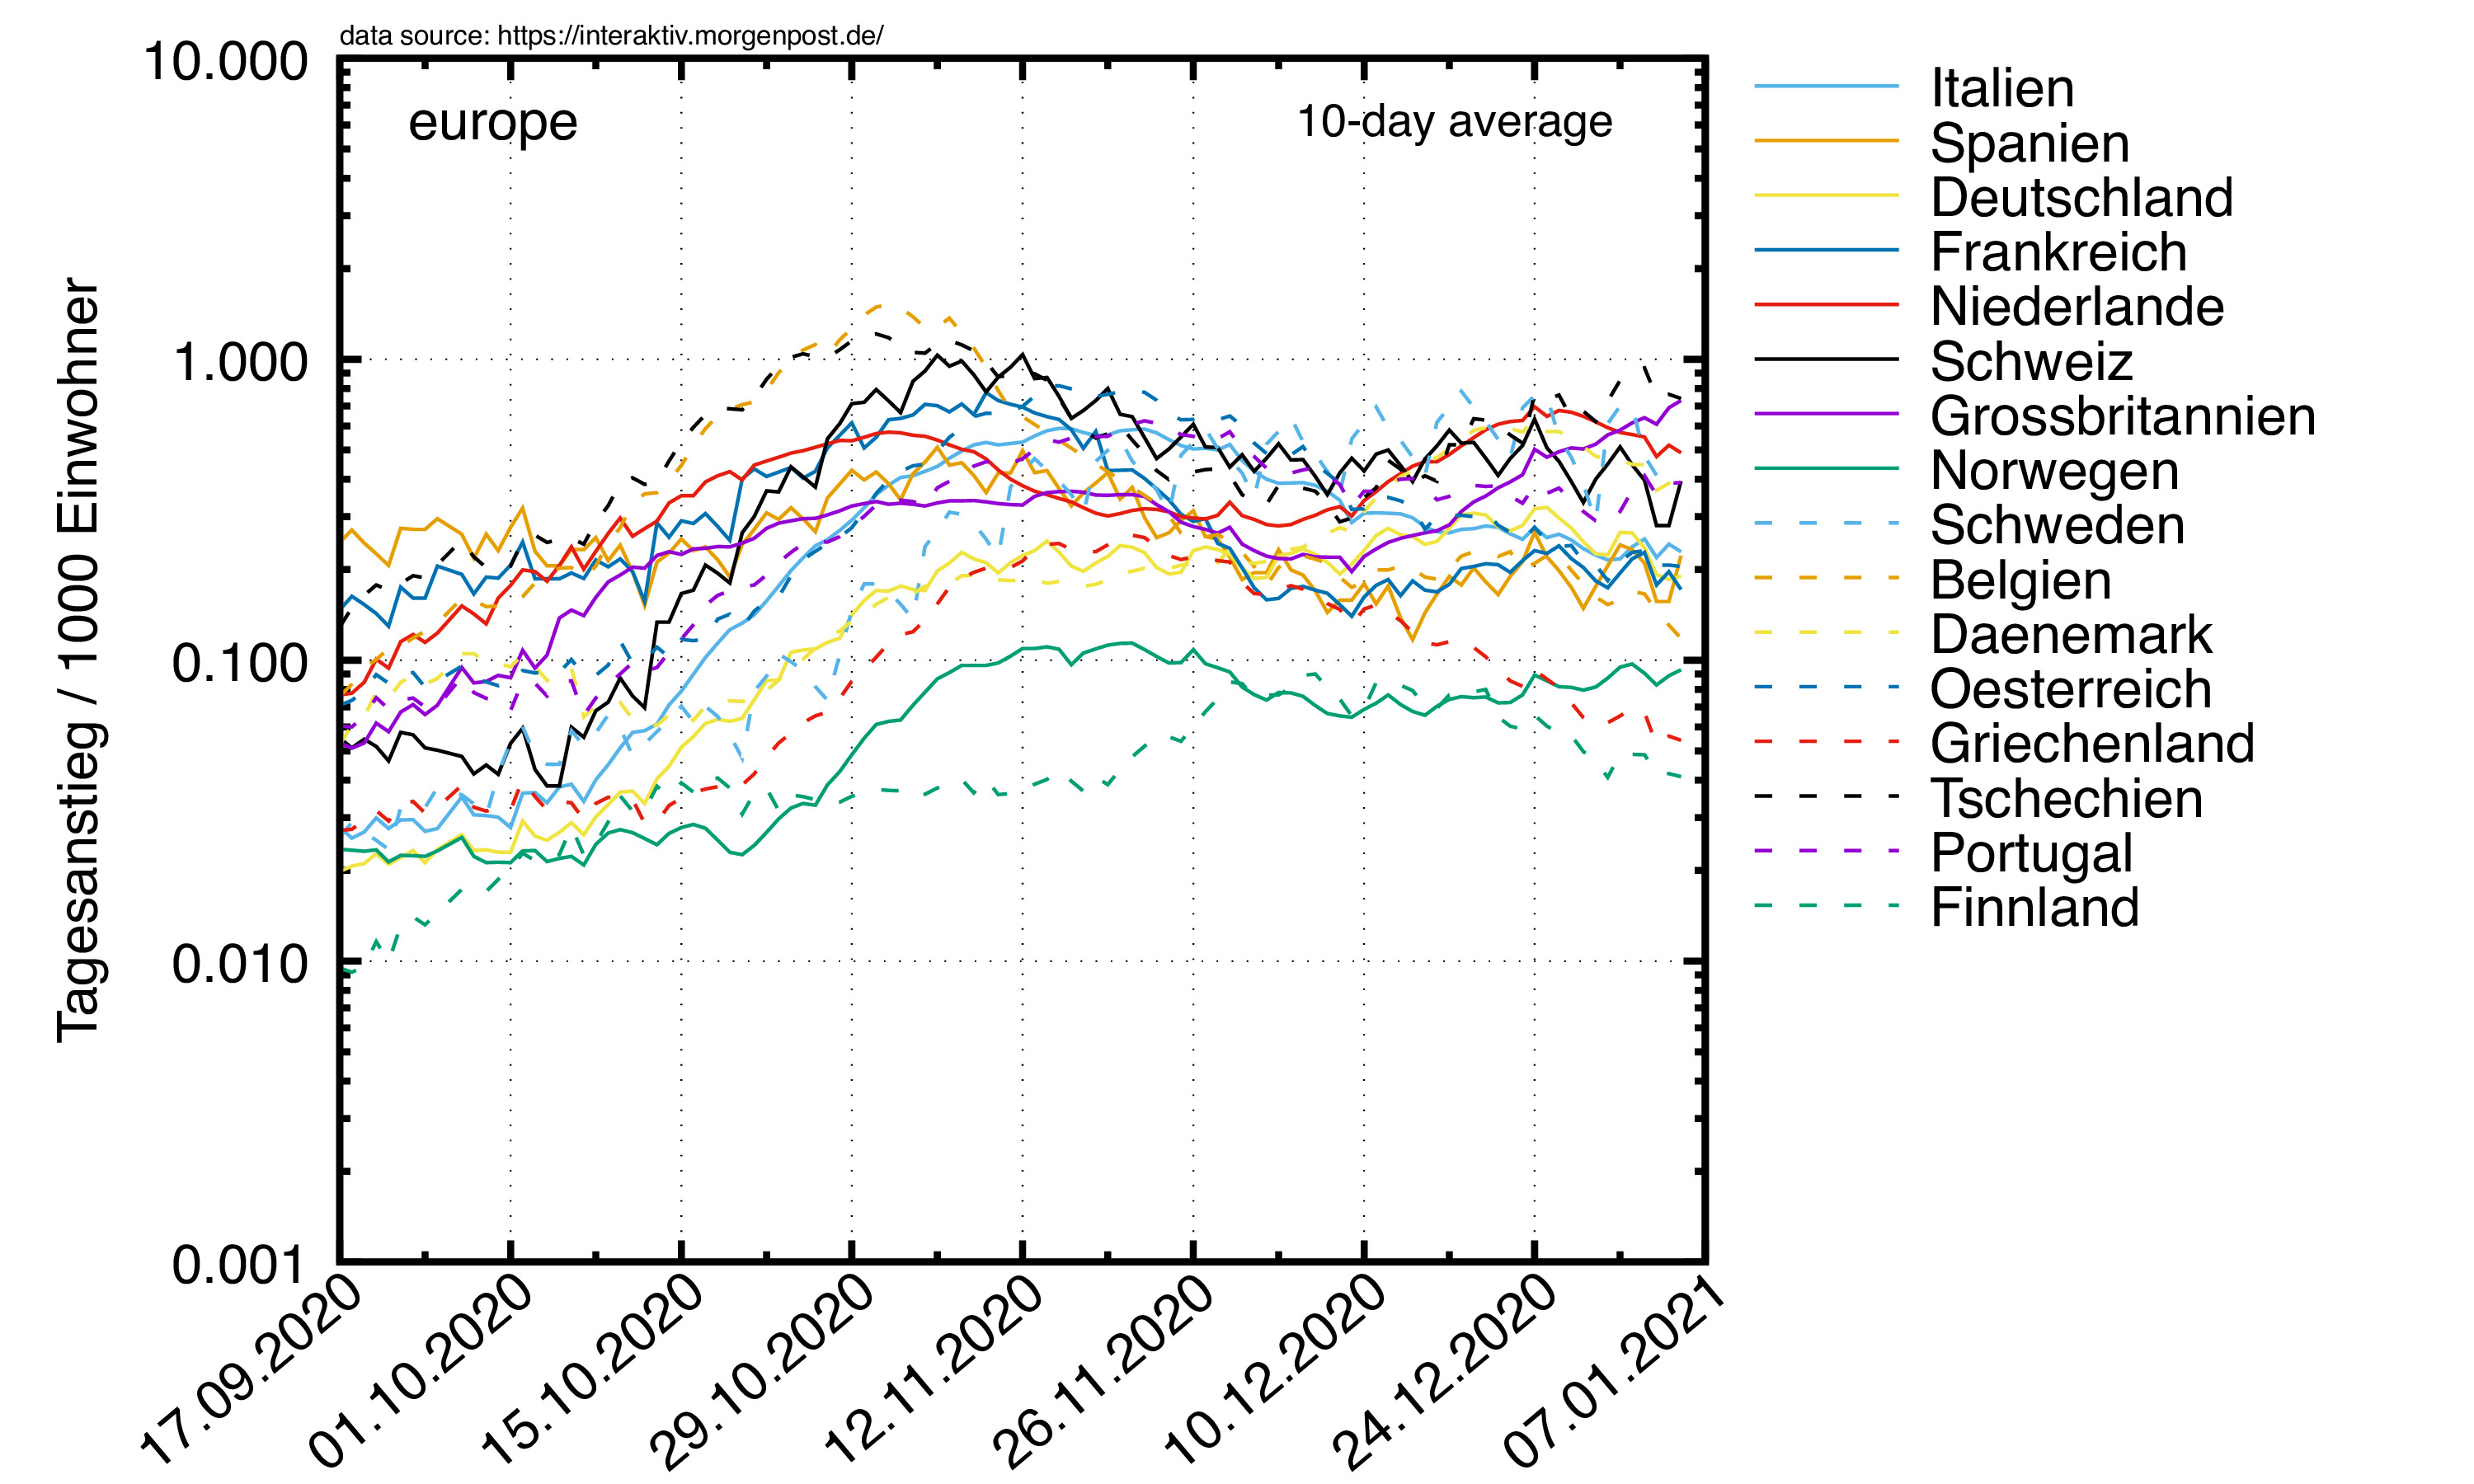 data source: https://interaktiv.morgenpost.de/
europe
10-day average
Tagesanstieg / 1000 Einwohner
10.000
1.000
0.100
0.010
0.001
17.09.2020
01.10.2020
15.10.2020
29.10.2020
12.11.2020
26.11.2020
10.12.2020
24.12.2020
07.01.2021
Italien
Spanien
Deutschland
Frankreich
Niederlande
Schweiz
Grossbritannien
Norwegen
Schweden
Belgien
Daenemark
Oesterreich
Griechenland
Tschechien
Portugal
Finnland